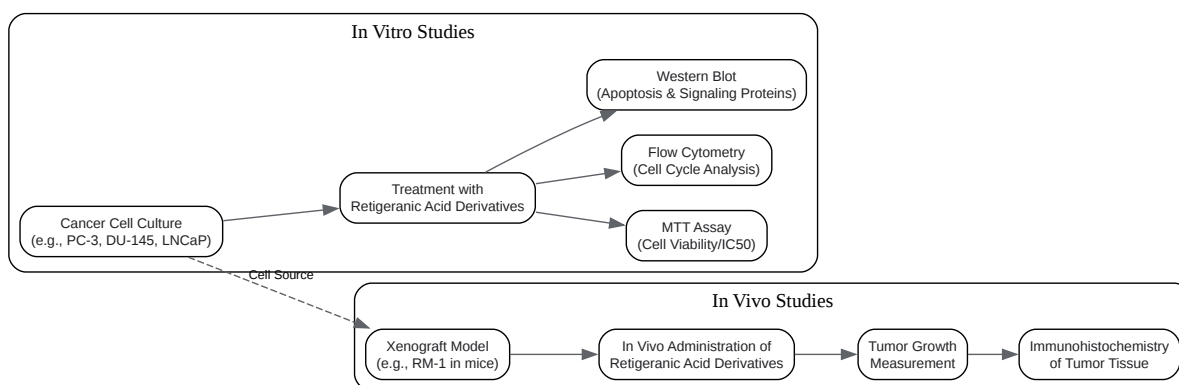 In Vitro Studies
Western Blot
(Apoptosis & Signaling Proteins)
Flow Cytometry
(Cell Cycle Analysis)
Treatment with
Retigeranic Acid Derivatives
MTT Assay
(Cell Viability/IC50)
Cancer Cell Culture
(e.g., PC-3, DU-145, LNCaP)
Cell Source
In Vivo Studies
Xenograft Model
(e.g., RM-1 in mice)
In Vivo Administration of
Retigeranic Acid Derivatives
Tumor Growth
Measurement
Immunohistochemistry
of Tumor Tissue